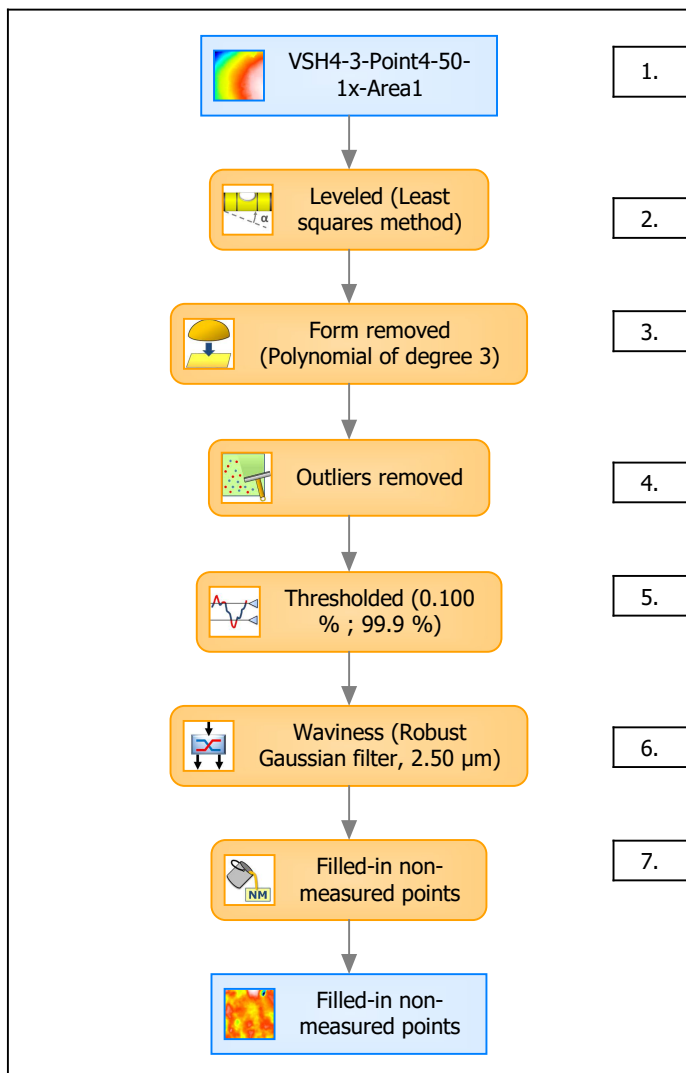 VSH4-3-Point4-50-
1x-Area1
1.
α
Leveled (Least
squares method)
2.
Form removed
(Polynomial of degree 3)
3.
Outliers removed
4.
Thresholded (0.100
% ; 99.9 %)
5.
Waviness (Robust
Gaussian filter, 2.50 µm)
6.
NM
Filled-in non-
measured points
7.
Filled-in non-
measured points